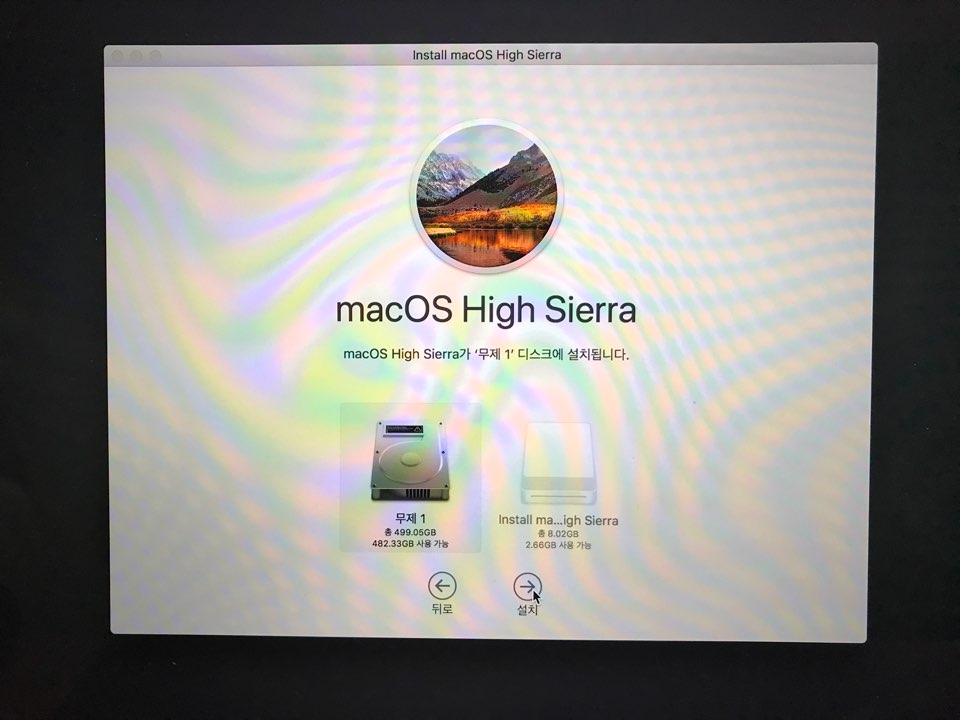 Install macOS High Sierra
macOS High Sierra
macOS High Sierra가 '무제 1' 디스크에 설치됩니다.
무제 1
총 499.05GB
482.33GB 사용 가능
Install ma...igh Sierra
총 8.02GB
2.66GB 사용 가능
뒤로
설치